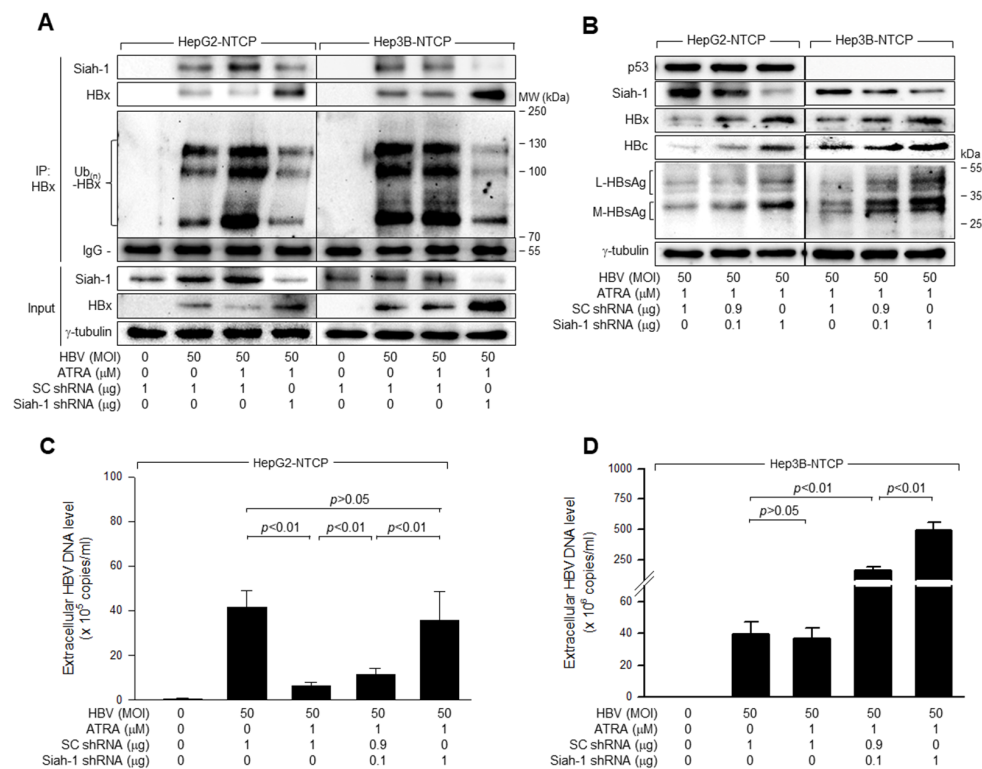 A
HepG2-NTCP Hep3B-NTCP
Siah-1
HBx
MW (kDa)
250
130
IP:
HBx
Ub(n)
-HBx
100
70
IgG - 55
Siah-1
Input HBx
γ-tubulin
HBV (MOI) 0 50 50 50 0 50 50 50
ATRA (μM) 0 0 1 1 0 0 1 1
SC shRNA (μg) 1 1 1 0 1 1 1 0
Siah-1 shRNA (μg) 0 0 0 1 0 0 0 1
B
HepG2-NTCP Hep3B-NTCP
p53
Siah-1
HBx
HBc
kDa
55
L-HBsAg
35
M-HBsAg
25
γ-tubulin
HBV (MOI) 50 50 50 50 50 50
ATRA (μM) 1 1 1 1 1 1
SC shRNA (μg) 1 0.9 0 1 0.9 0
Siah-1 shRNA (μg) 0 0.1 1 0 0.1 1
C
HepG2-NTCP
Extracellular HBV DNA level
(x 10⁵ copies/ml)
100
80
60
40
20
0
p>0.05
p<0.01 p<0.01 p<0.01
HBV (MOI) 0 50 50 50 50
ATRA (μM) 0 0 1 1 1
SC shRNA (μg) 0 1 1 0.9 0
Siah-1 shRNA (μg) 0 0 0 0.1 1
D
Hep3B-NTCP
Extracellular HBV DNA level
(x 10⁶ copies/ml)
1000
750
500
250
60
40
20
0
p<0.01 p<0.01
p>0.05
HBV (MOI) 0 50 50 50 50
ATRA (μM) 0 0 1 1 1
SC shRNA (μg) 0 1 1 0.9 0
Siah-1 shRNA (μg) 0 0 0 0.1 1